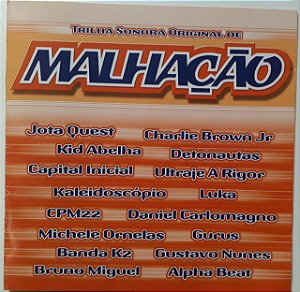 Trilha Sonora Original de
MALHAÇÃO
Jota Quest Charlie Brown Jr
Kid Abelha Detonautas
Capital Inicial Ultraje A Rigor
Kaleidoscópio Luka
CPM22 Daniel Carlomagno
Michele Ornelas Gurus
Banda K2 Gustavo Nunes
Bruno Miguel Alpha Beat